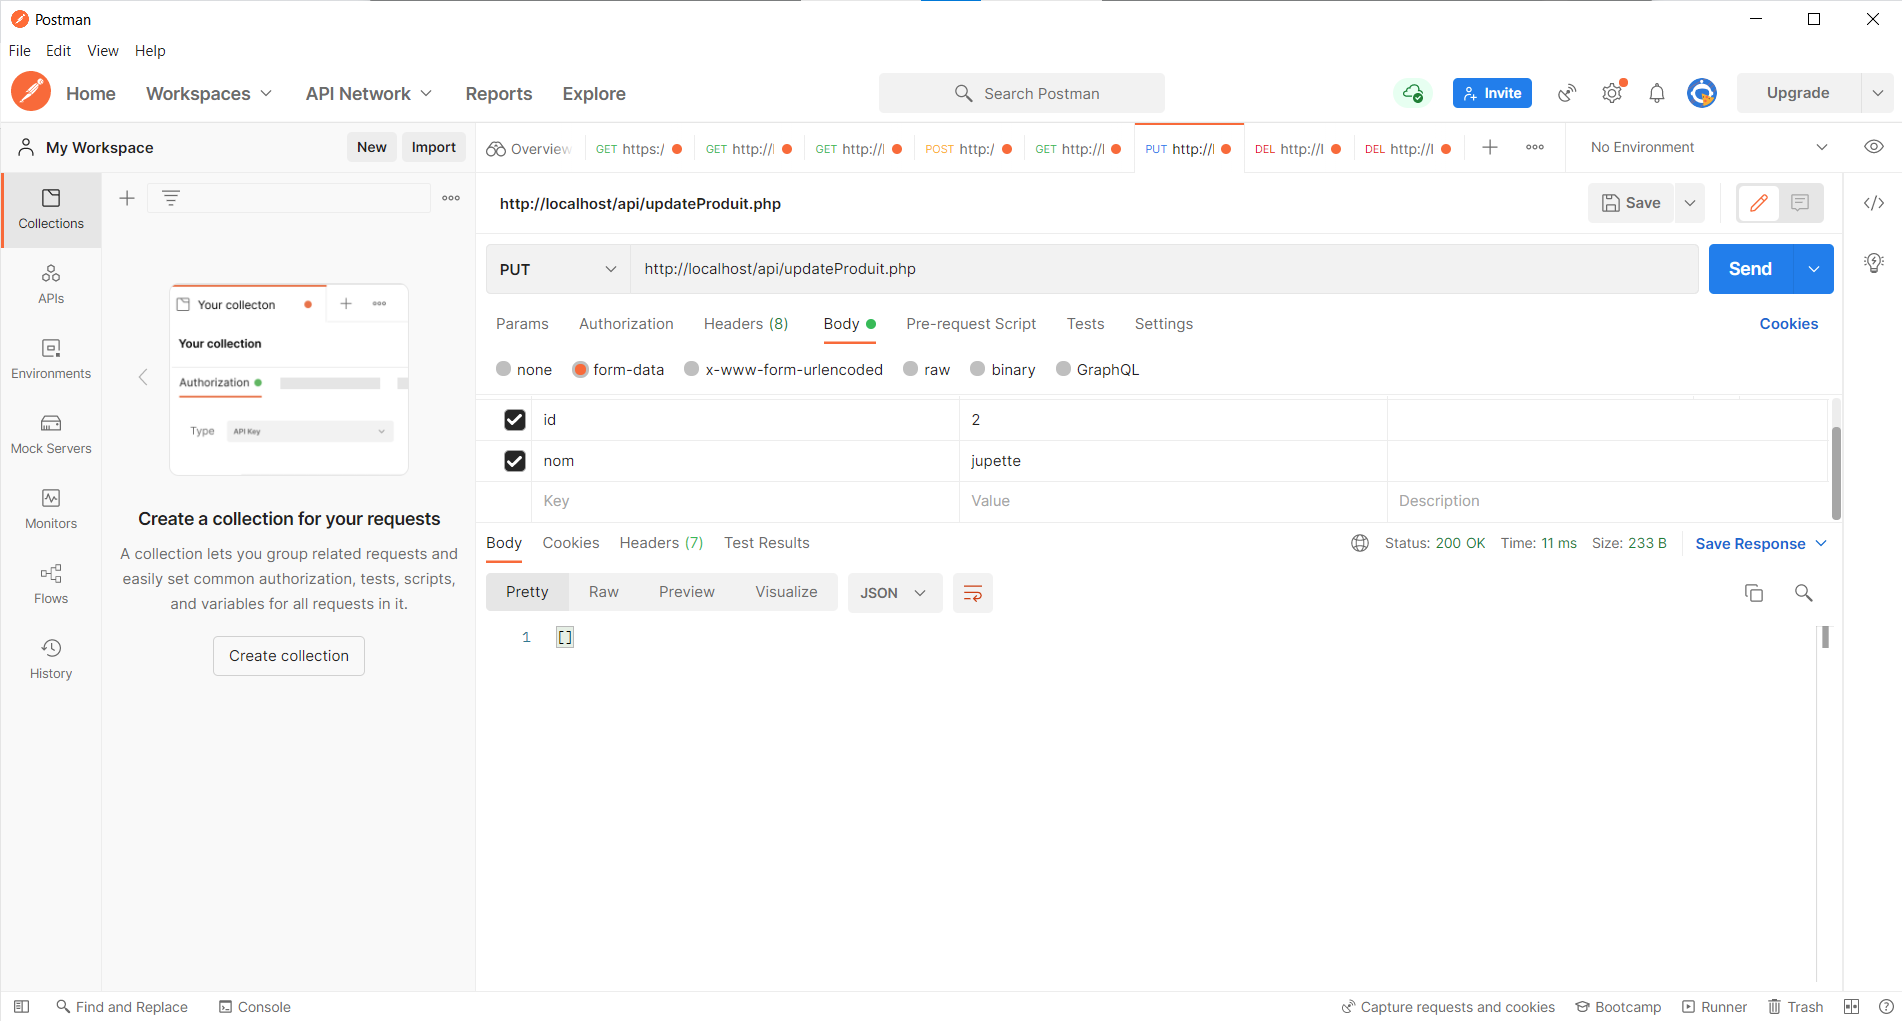 Postman
File Edit View Help
Home Workspaces API Network Reports Explore Search Postman Invite Upgrade
My Workspace New Import
Overview GET https:/ GET http://l GET http://l POST http:/ GET http://l PUT http://l DEL http://l DEL http://l No Environment
Collections
APIs
Environments
Mock Servers
Monitors
Flows
History
Your collecton
Your collection
Authorization
Type API Key
Create a collection for your requests
A collection lets you group related requests and
easily set common authorization, tests, scripts,
and variables for all requests in it.
Create collection
http://localhost/api/updateProduit.php Save
PUT http://localhost/api/updateProduit.php Send
Params Authorization Headers (8) Body Pre-request Script Tests Settings Cookies
none form-data x-www-form-urlencoded raw binary GraphQL
id 2
nom jupette
Key Value Description
Body Cookies Headers (7) Test Results Status: 200 OK Time: 11 ms Size: 233 B Save Response
Pretty Raw Preview Visualize JSON
1 []
Find and Replace Console Capture requests and cookies Bootcamp Runner Trash